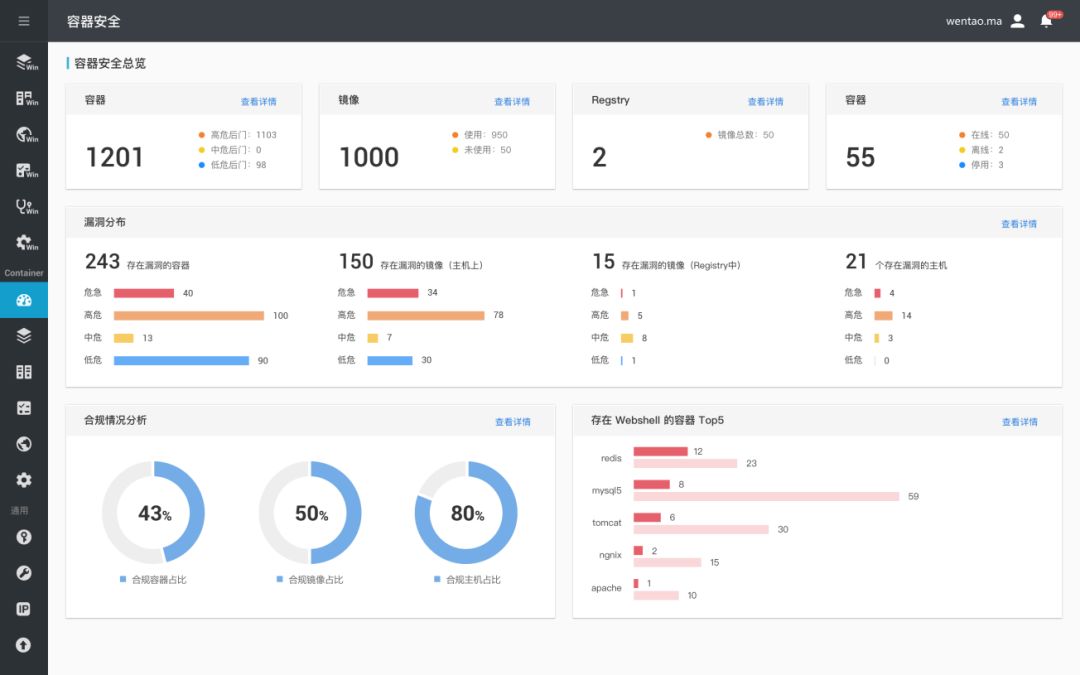 容器安全
wentao.ma
99+
Win
Win
Win
Win
Win
Win
Container
通用
IP
容器安全总览
容器 查看详情
1201
高危后门: 1103
中危后门: 0
低危后门: 98
镜像 查看详情
1000
使用: 950
未使用: 50
Regstry 查看详情
2
镜像总数: 50
容器 查看详情
55
在线: 50
离线: 2
停用: 3
漏洞分布 查看详情
243 存在漏洞的容器
危急 40
高危 100
中危 13
低危 90
150 存在漏洞的镜像（主机上）
危急 34
高危 78
中危 7
低危 30
15 存在漏洞的镜像（Registry中）
危急 1
高危 5
中危 8
低危 1
21 个存在漏洞的主机
危急 4
高危 14
中危 3
低危 0
合规情况分析 查看详情
43%
合规容器占比
50%
合规镜像占比
80%
合规主机占比
存在 Webshell 的容器 Top5 查看详情
redis 12
23
mysql5 8
59
tomcat 6
30
ngnix 2
15
apache 1
10